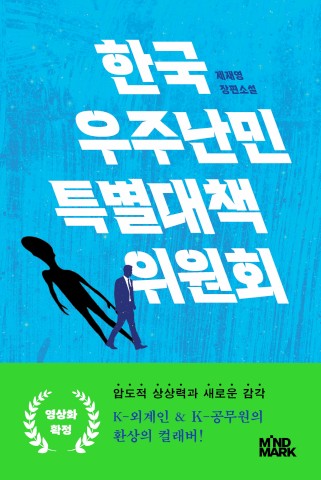 한국
채재영
장편소설
우주난민
특별대책
위원회
영상화
확정
압도적 상상력과 새로운 감각
K-외계인 & K-공무원의
환상의 컬래버!
MIND
MARK